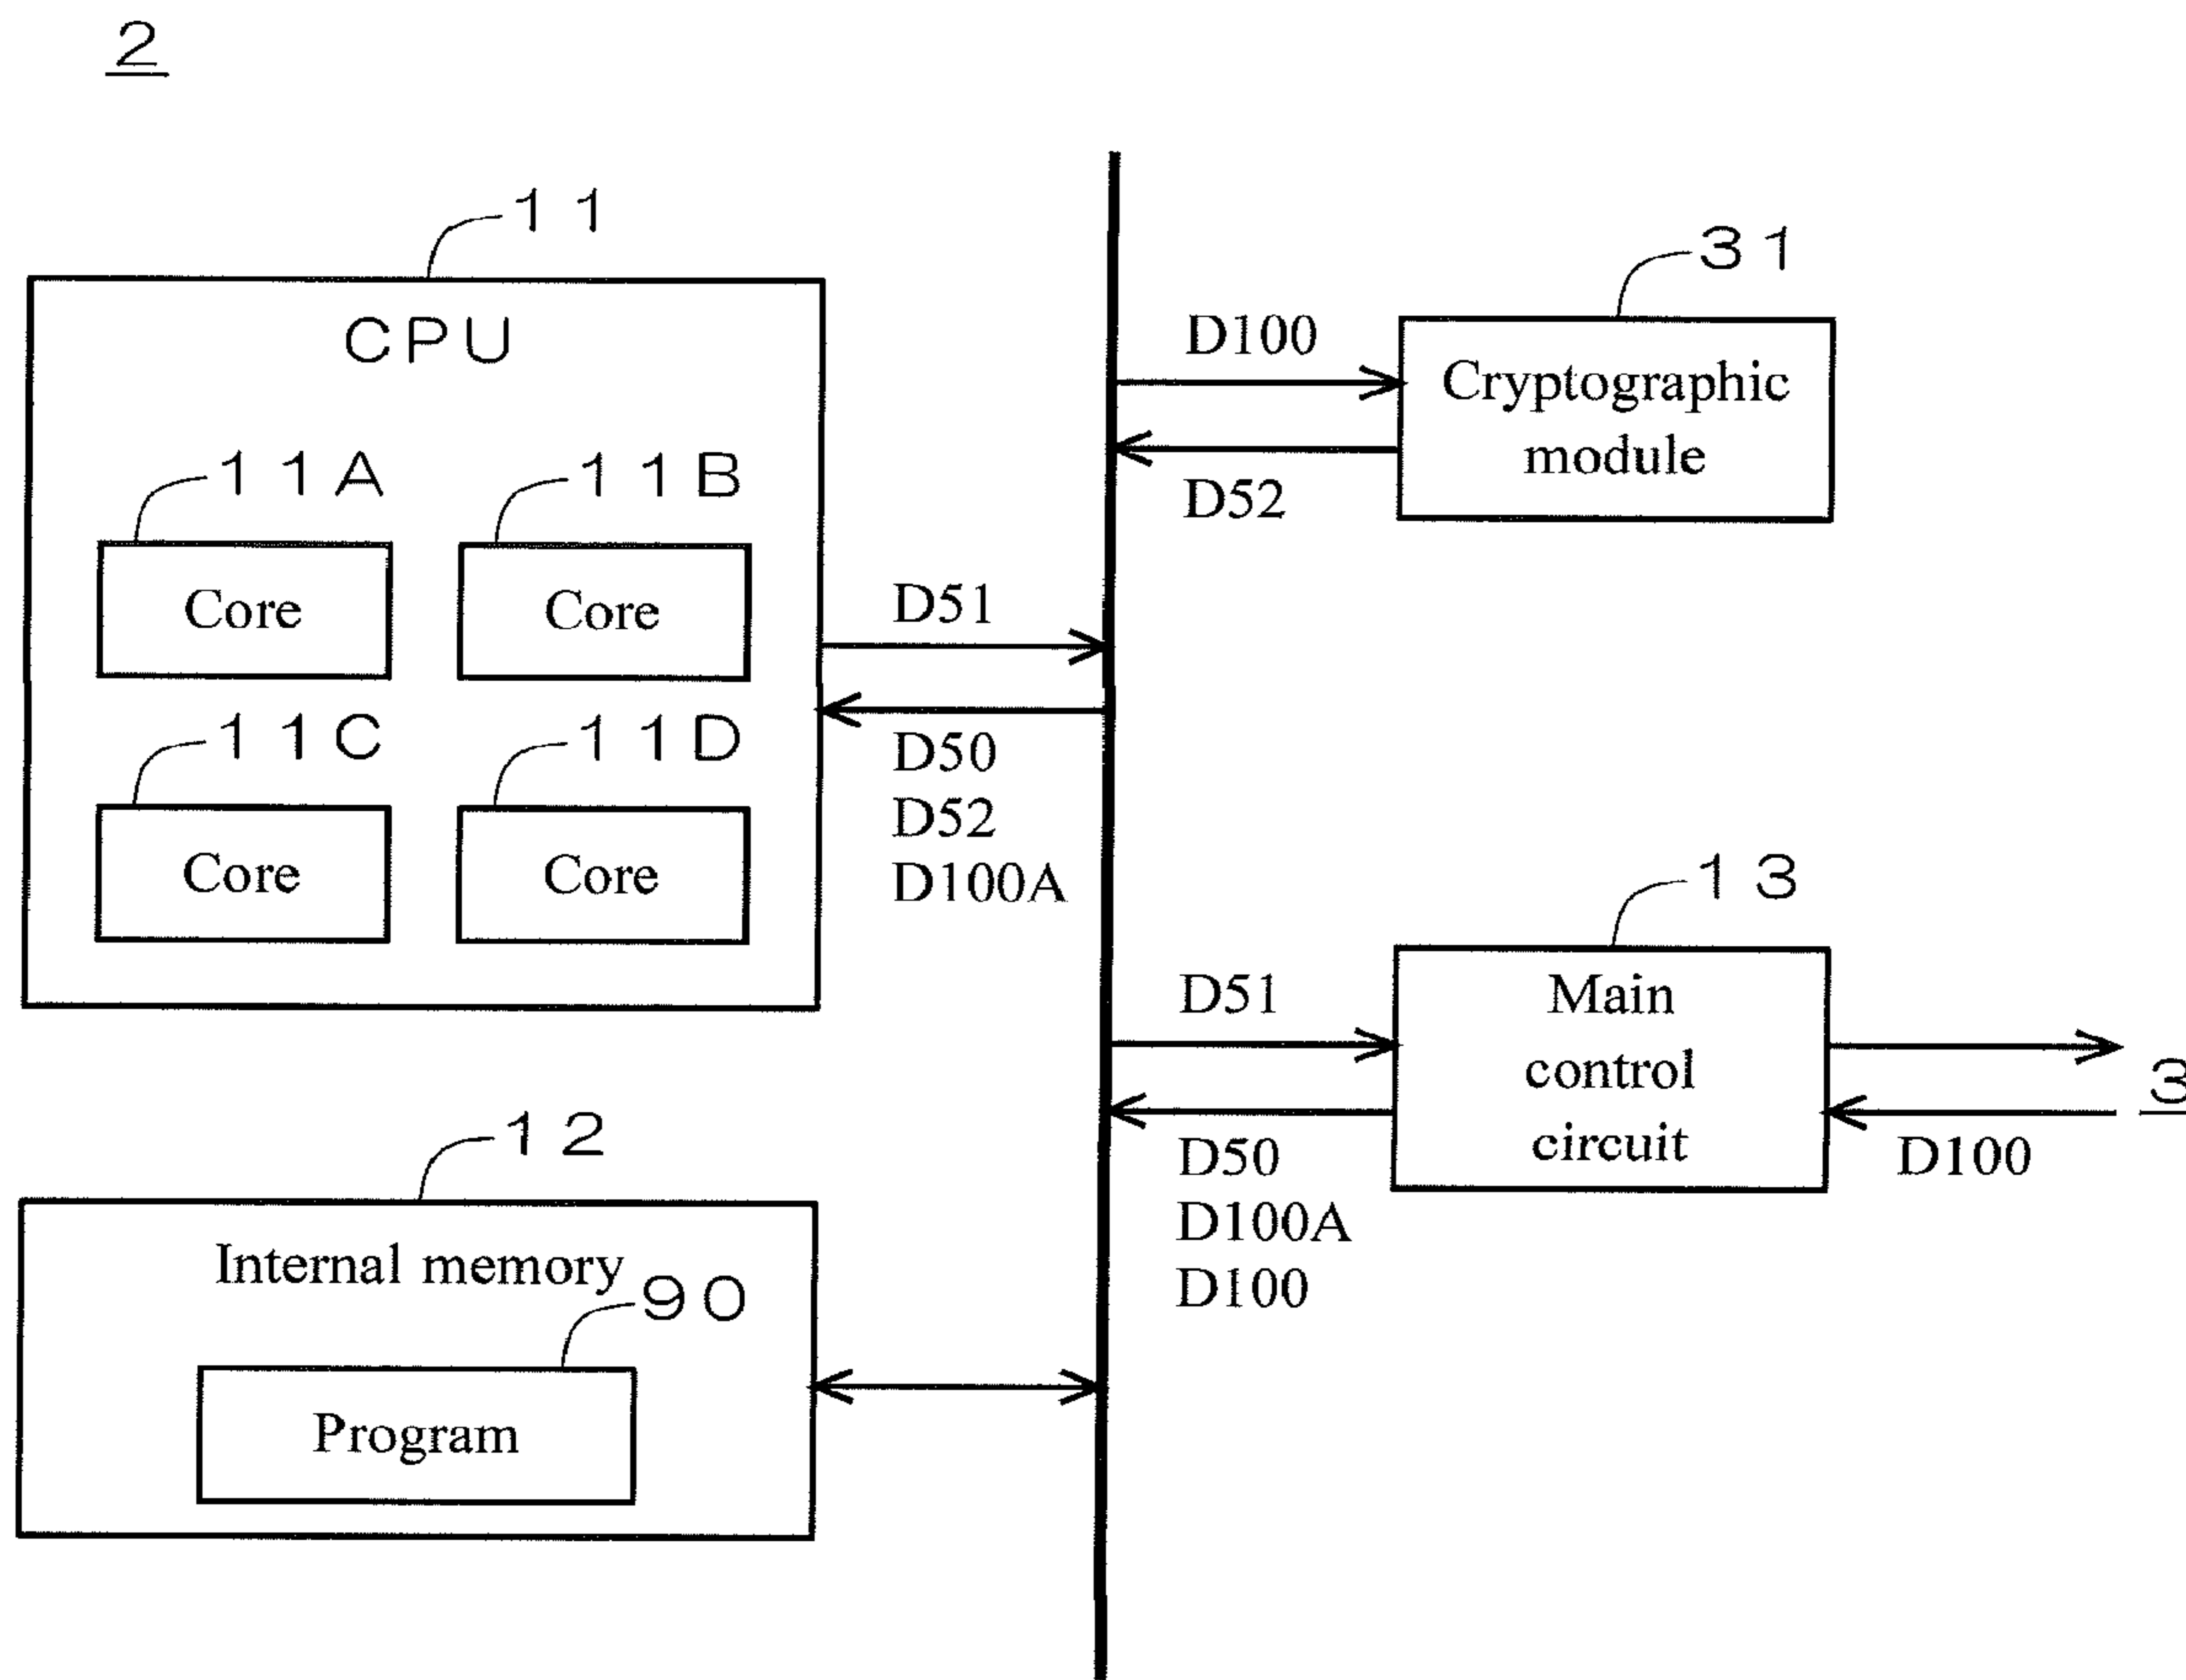 2
11
CPU
11A
11B
Core
Core
11C
11D
Core
Core
D51
D50
D52
D100A
31
D100
Cryptographic
module
D52
13
D51
Main
control
circuit
D50
D100A
D100
D100
3
12
Internal memory
90
Program